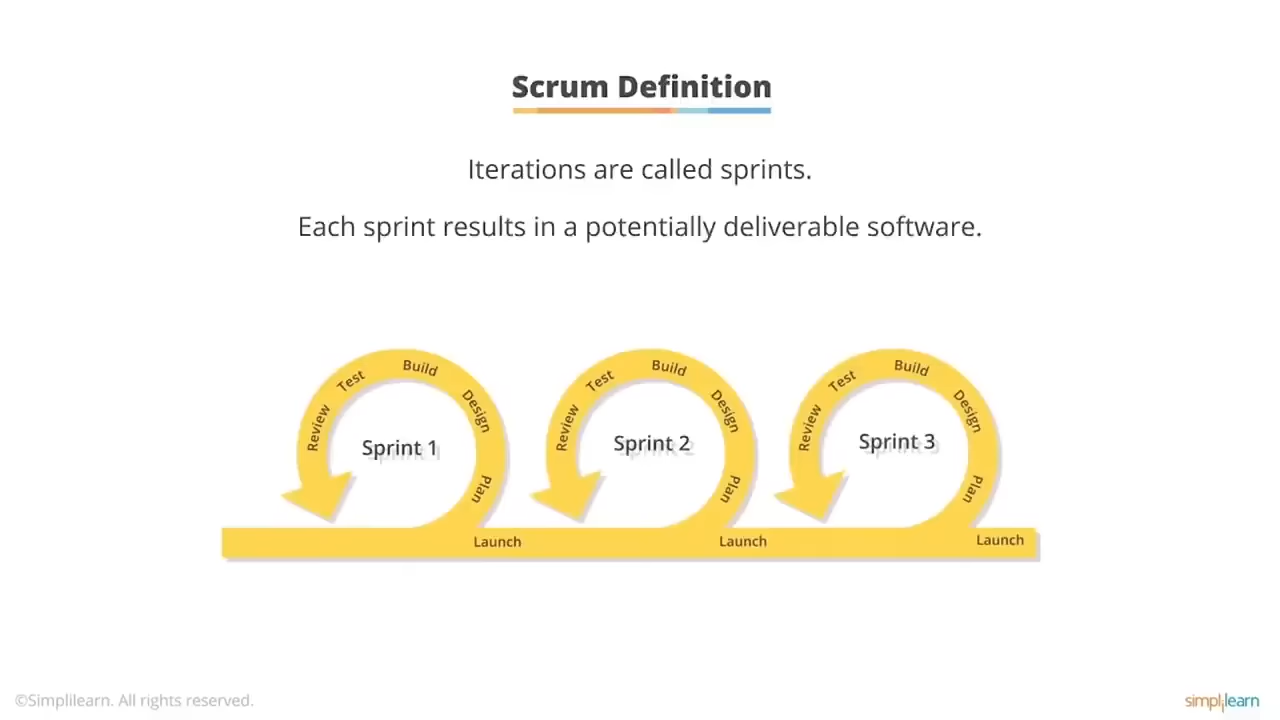 Scrum Definition
Iterations are called sprints.
Each sprint results in a potentially deliverable software.
Plan
Design
Build
Test
Review
Sprint 1
Launch
Plan
Design
Build
Test
Review
Sprint 2
Launch
Plan
Design
Build
Test
Review
Sprint 3
Launch
©Simplilearn. All rights reserved.
simplilearn